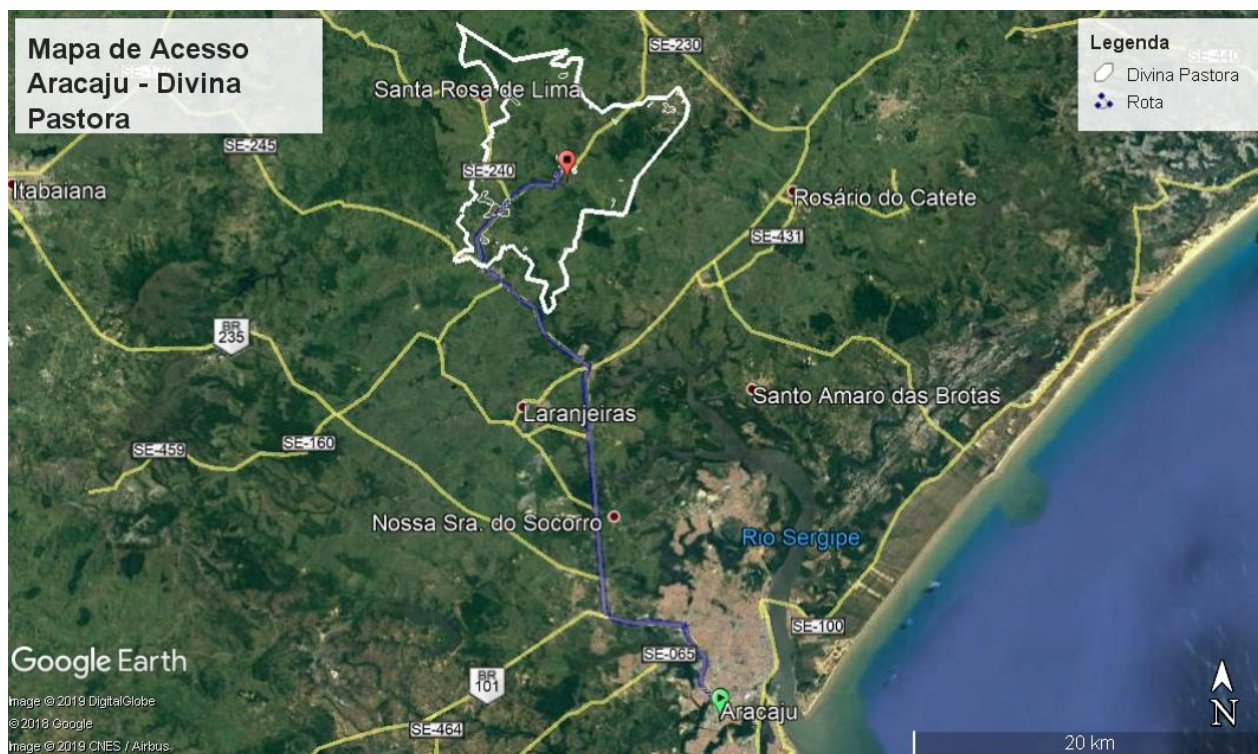 Mapa de Acesso
Aracaju - Divina
Pastora
Legenda
Divina Pastora
Rota
SE-230
SE-440
Santa Rosa de Lima
SE-245
SE-240
Itabaiana
Rosário do Catete
SE-431
BR
235
Santo Amaro das Brotas
Laranjeiras
SE-160
SE-459
Nossa Sra. do Socorro
Rio Sergipe
SE-100
SE-065
Google Earth
BR
101
Aracaju
N
Image © 2019 DigitalGlobe
© 2018 Google
SE-464
Image © 2019 CNES / Airbus
20 km